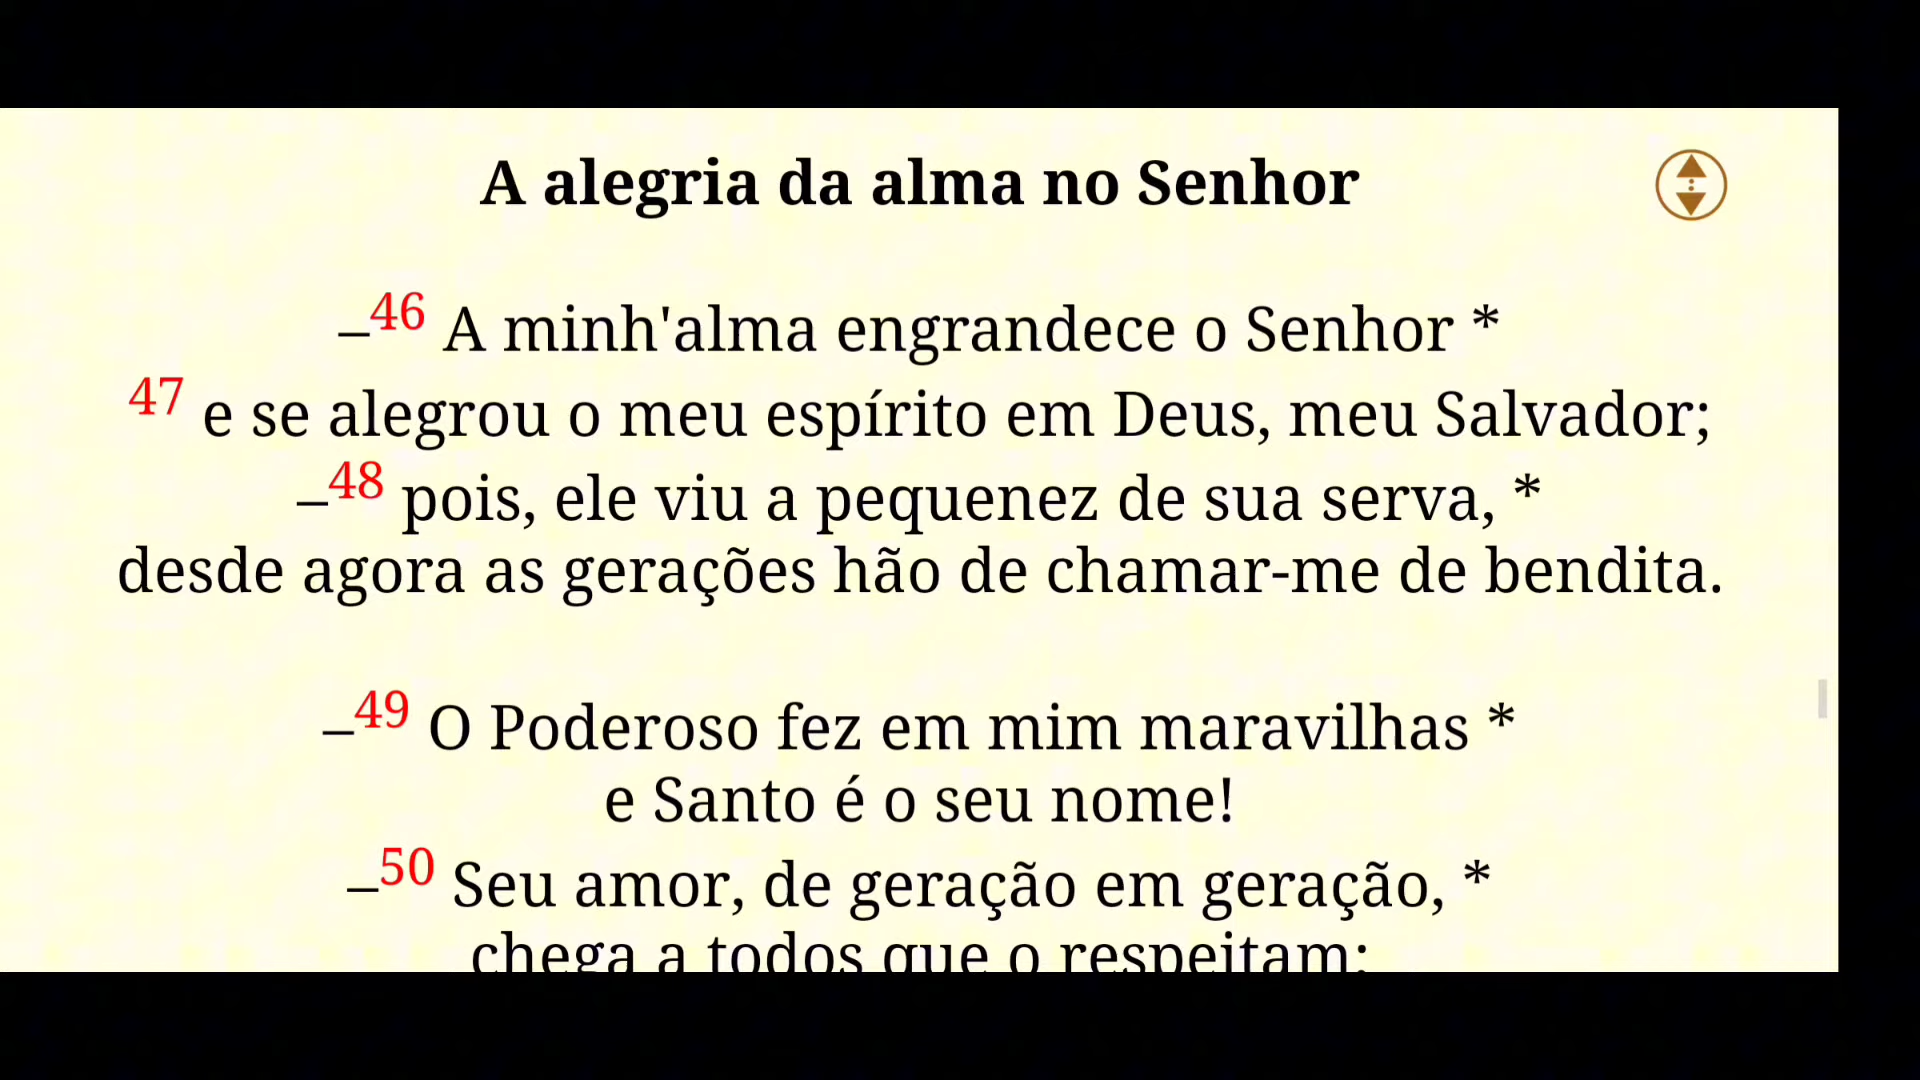 A alegria da alma no Senhor
–46 A minh'alma engrandece o Senhor *
47 e se alegrou o meu espírito em Deus, meu Salvador;
–48 pois, ele viu a pequenez de sua serva, *
desde agora as gerações hão de chamar-me de bendita.
–49 O Poderoso fez em mim maravilhas *
e Santo é o seu nome!
–50 Seu amor, de geração em geração, *
chega a todos que o respeitam;